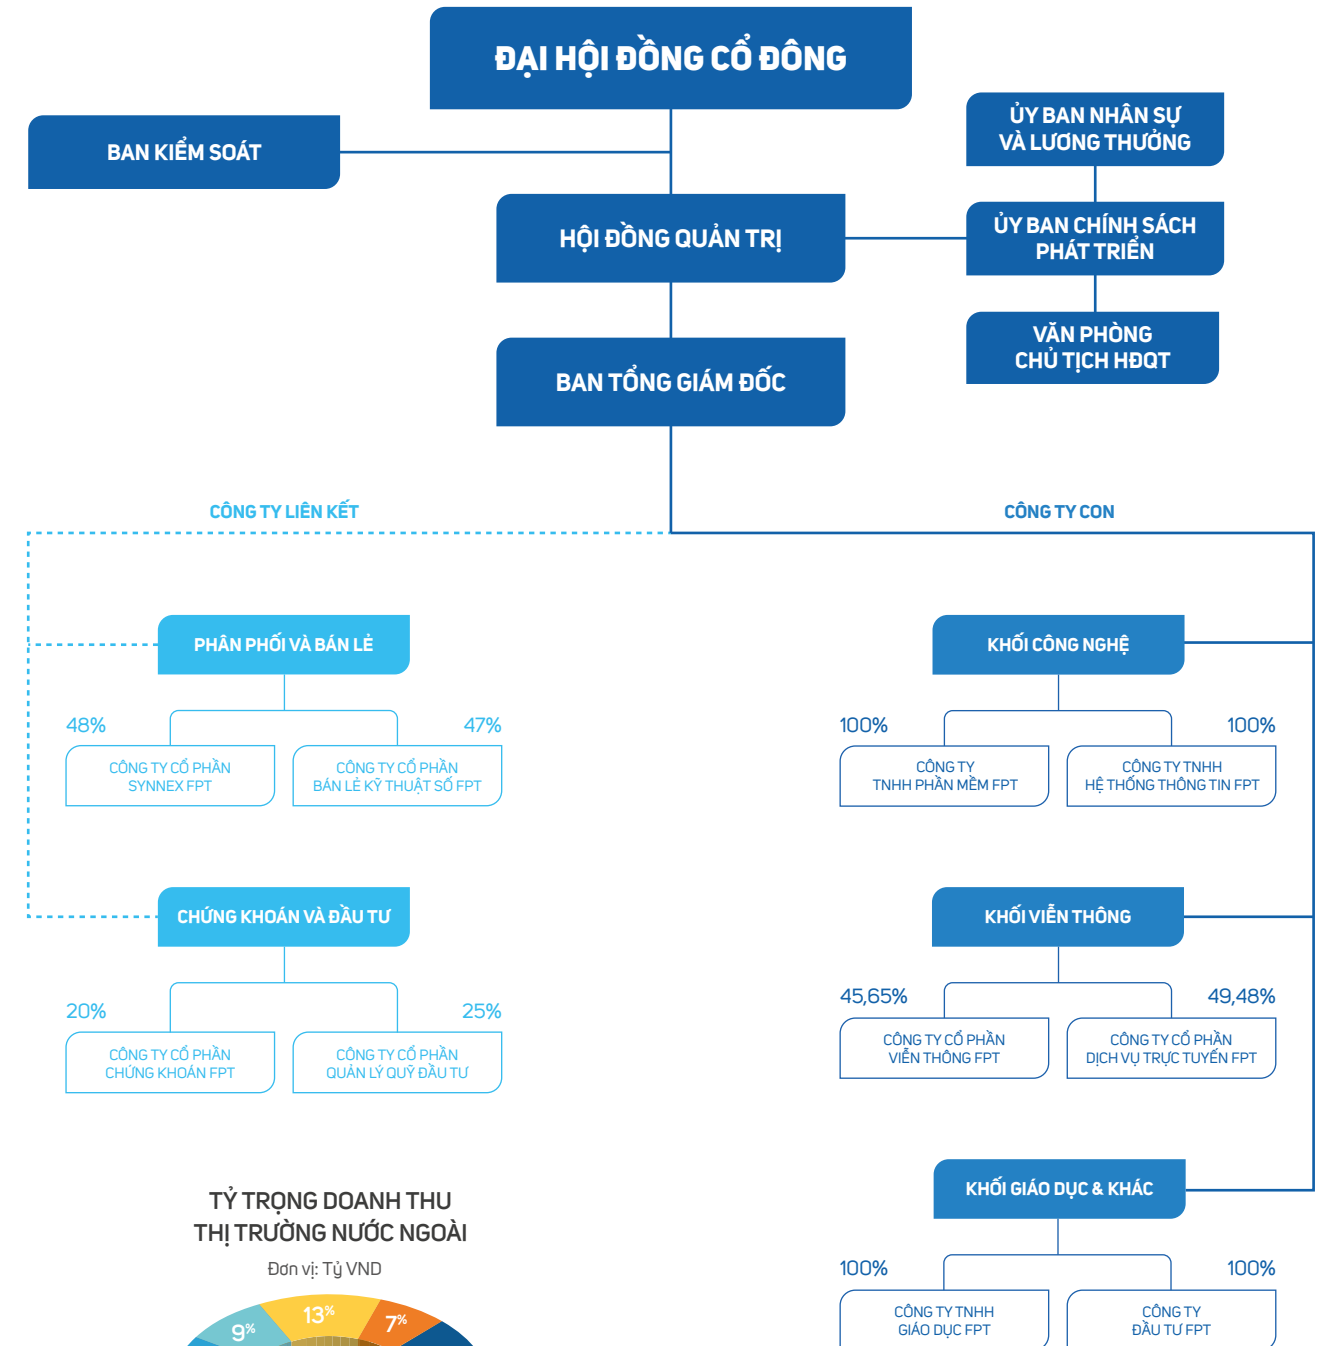 ĐẠI HỘI ĐỒNG CỔ ĐÔNG
BAN KIỂM SOÁT
ỦY BAN NHÂN SỰ
VÀ LƯƠNG THƯỞNG
HỘI ĐỒNG QUẢN TRỊ
ỦY BAN CHÍNH SÁCH
PHÁT TRIỂN
VĂN PHÒNG
CHỦ TỊCH HĐQT
BAN TỔNG GIÁM ĐỐC
CÔNG TY LIÊN KẾT
PHÂN PHỐI VÀ BÁN LẺ
48%
CÔNG TY CỔ PHẦN
SYNNEX FPT
47%
CÔNG TY CỔ PHẦN
BÁN LẺ KỸ THUẬT SỐ FPT
CHỨNG KHOÁN VÀ ĐẦU TƯ
20%
CÔNG TY CỔ PHẦN
CHỨNG KHOÁN FPT
25%
CÔNG TY CỔ PHẦN
QUẢN LÝ QUỸ ĐẦU TƯ
CÔNG TY CON
KHỐI CÔNG NGHỆ
100%
CÔNG TY
TNHH PHẦN MỀM FPT
100%
CÔNG TY TNHH
HỆ THỐNG THÔNG TIN FPT
KHỐI VIỄN THÔNG
45,65%
CÔNG TY CỔ PHẦN
VIỄN THÔNG FPT
49,48%
CÔNG TY CỔ PHẦN
DỊCH VỤ TRỰC TUYẾN FPT
KHỐI GIÁO DỤC & KHÁC
100%
CÔNG TY TNHH
GIÁO DỤC FPT
100%
CÔNG TY
ĐẦU TƯ FPT
TỶ TRỌNG DOANH THU
THỊ TRƯỜNG NƯỚC NGOÀI
Đơn vị: Tỷ VND
9%
13%
7%